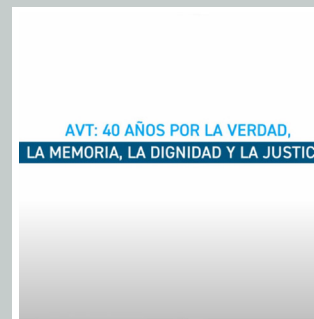 AVT: 40 AÑOS POR LA VERDAD,
LA MEMORIA, LA DIGNIDAD Y LA JUSTIC